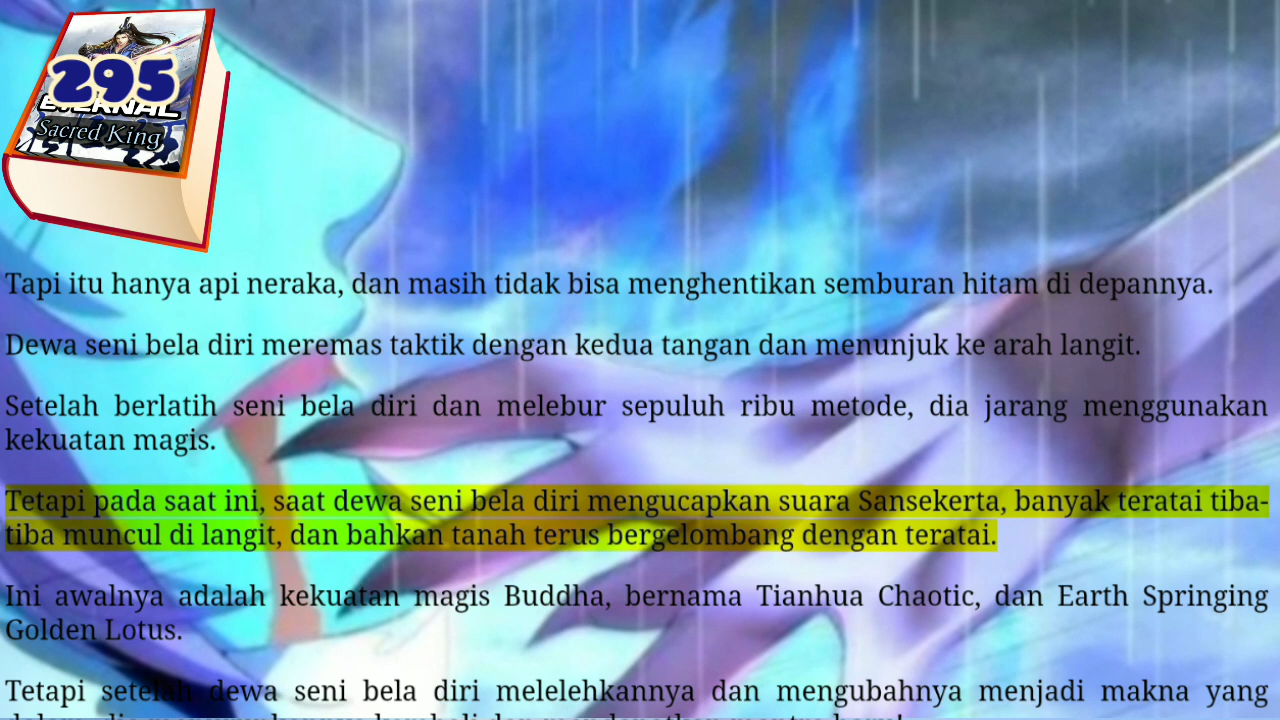 295
ETERNAL
Sacred King
Tapi itu hanya api neraka, dan masih tidak bisa menghentikan semburan hitam di depannya.
Dewa seni bela diri meremas taktik dengan kedua tangan dan menunjuk ke arah langit.
Setelah berlatih seni bela diri dan melebur sepuluh ribu metode, dia jarang menggunakan
kekuatan magis.
Tetapi pada saat ini, saat dewa seni bela diri mengucapkan suara Sansekerta, banyak teratai tiba-
tiba muncul di langit, dan bahkan tanah terus bergelombang dengan teratai.
Ini awalnya adalah kekuatan magis Buddha, bernama Tianhua Chaotic, dan Earth Springing
Golden Lotus.
Tetapi setelah dewa seni bela diri melelehkannya dan mengubahnya menjadi makna yang